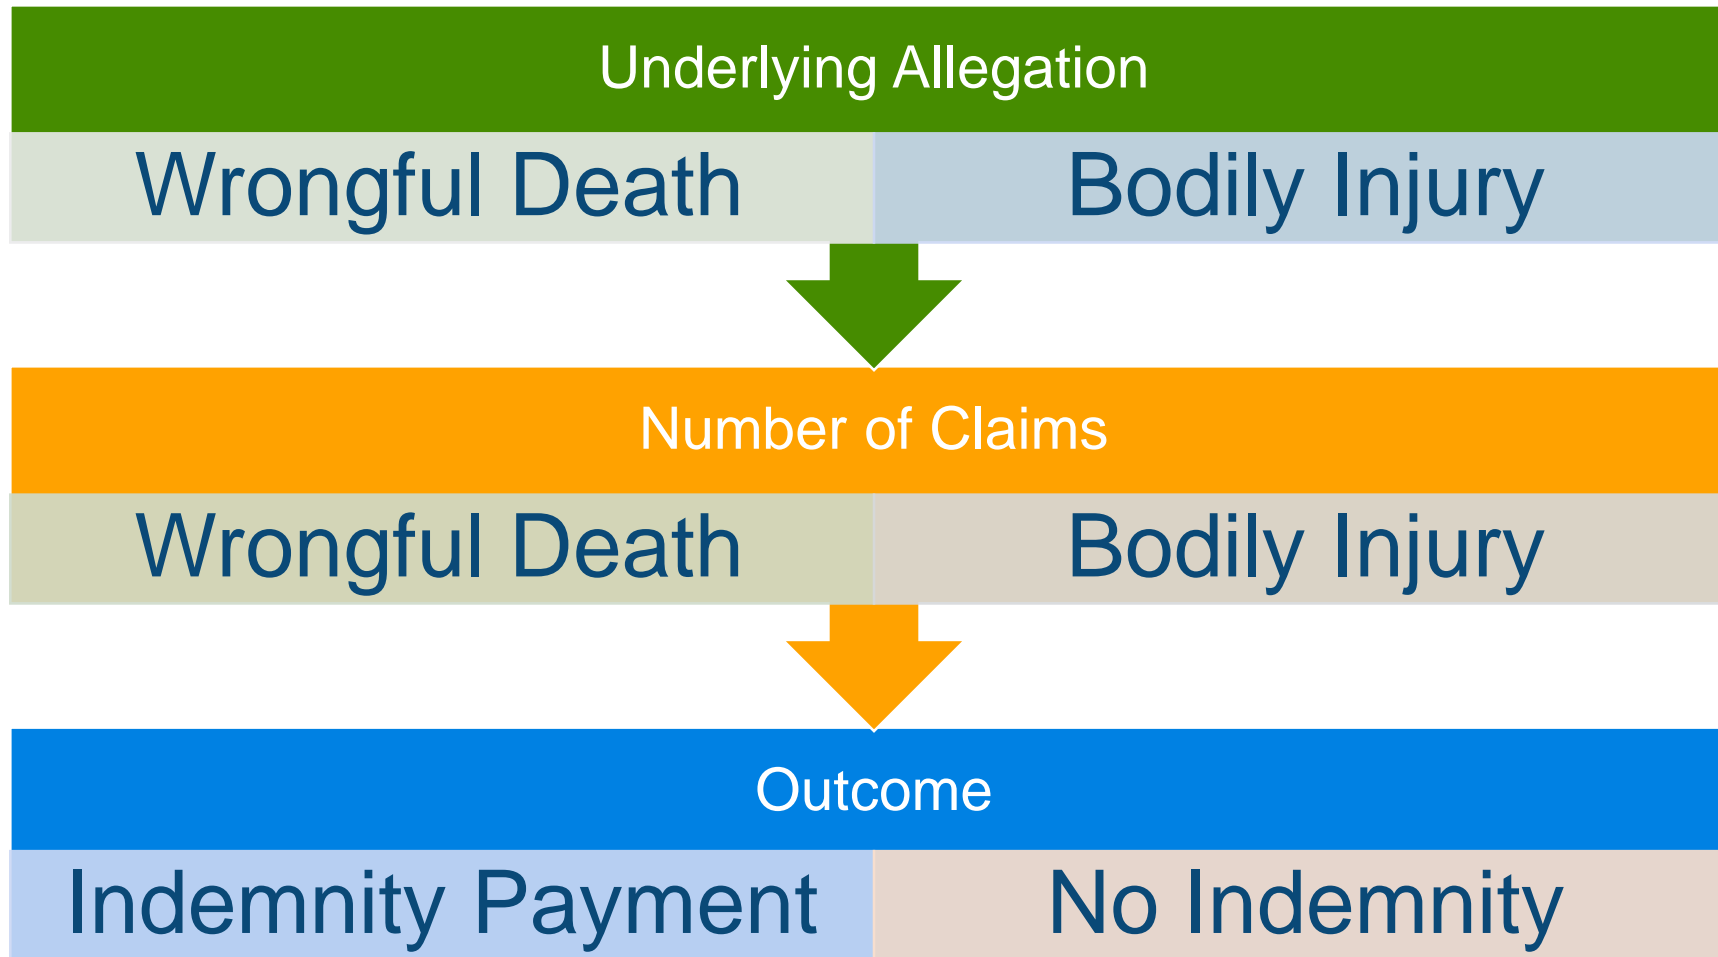 Underlying Allegation
Wrongful Death
Bodily Injury
Number of Claims
Wrongful Death
Bodily Injury
Outcome
Indemnity Payment
No Indemnity